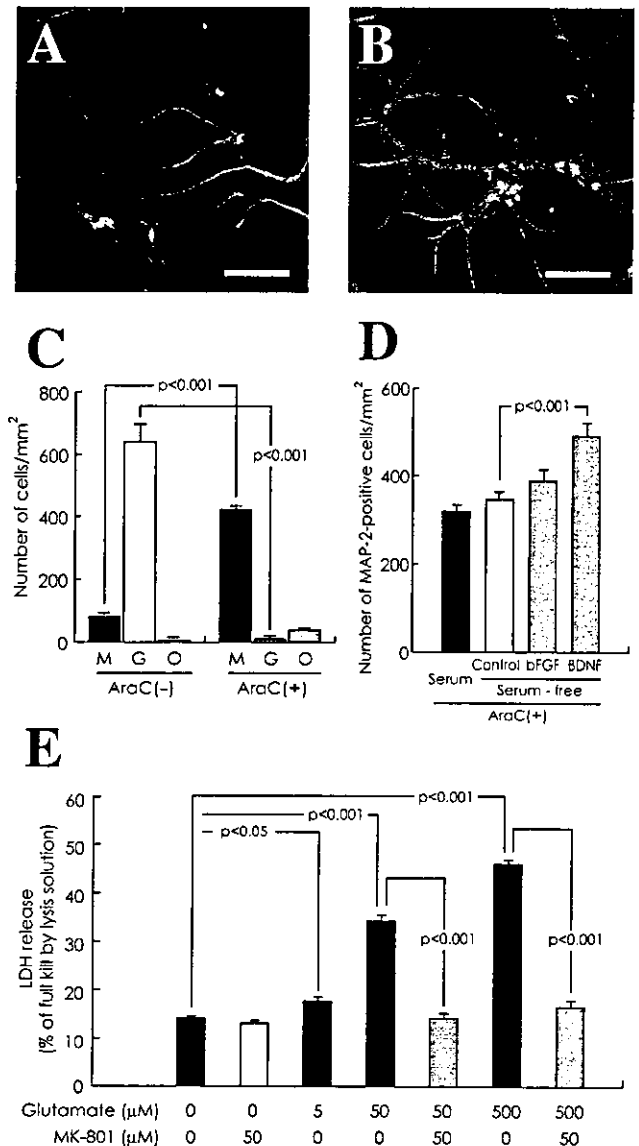 A
B
C
Number of cells/mm²
800
600
400
200
0
p<0.001
p<0.001
M G O M G O
AraC(-) AraC(+)
D
Number of MAP-2-positive cells/mm²
600
400
200
0
p<0.001
Control bFGF BDNF
Serum
Serum - free
AraC(+)
E
LDH release
(% of full kill by lysis solution)
60
50
40
30
20
10
0
p<0.001
p<0.001
p<0.05
p<0.001
p<0.001
Glutamate (μM) 0 0 5 50 50 500 500
MK-801 (μM) 0 50 0 0 50 0 50